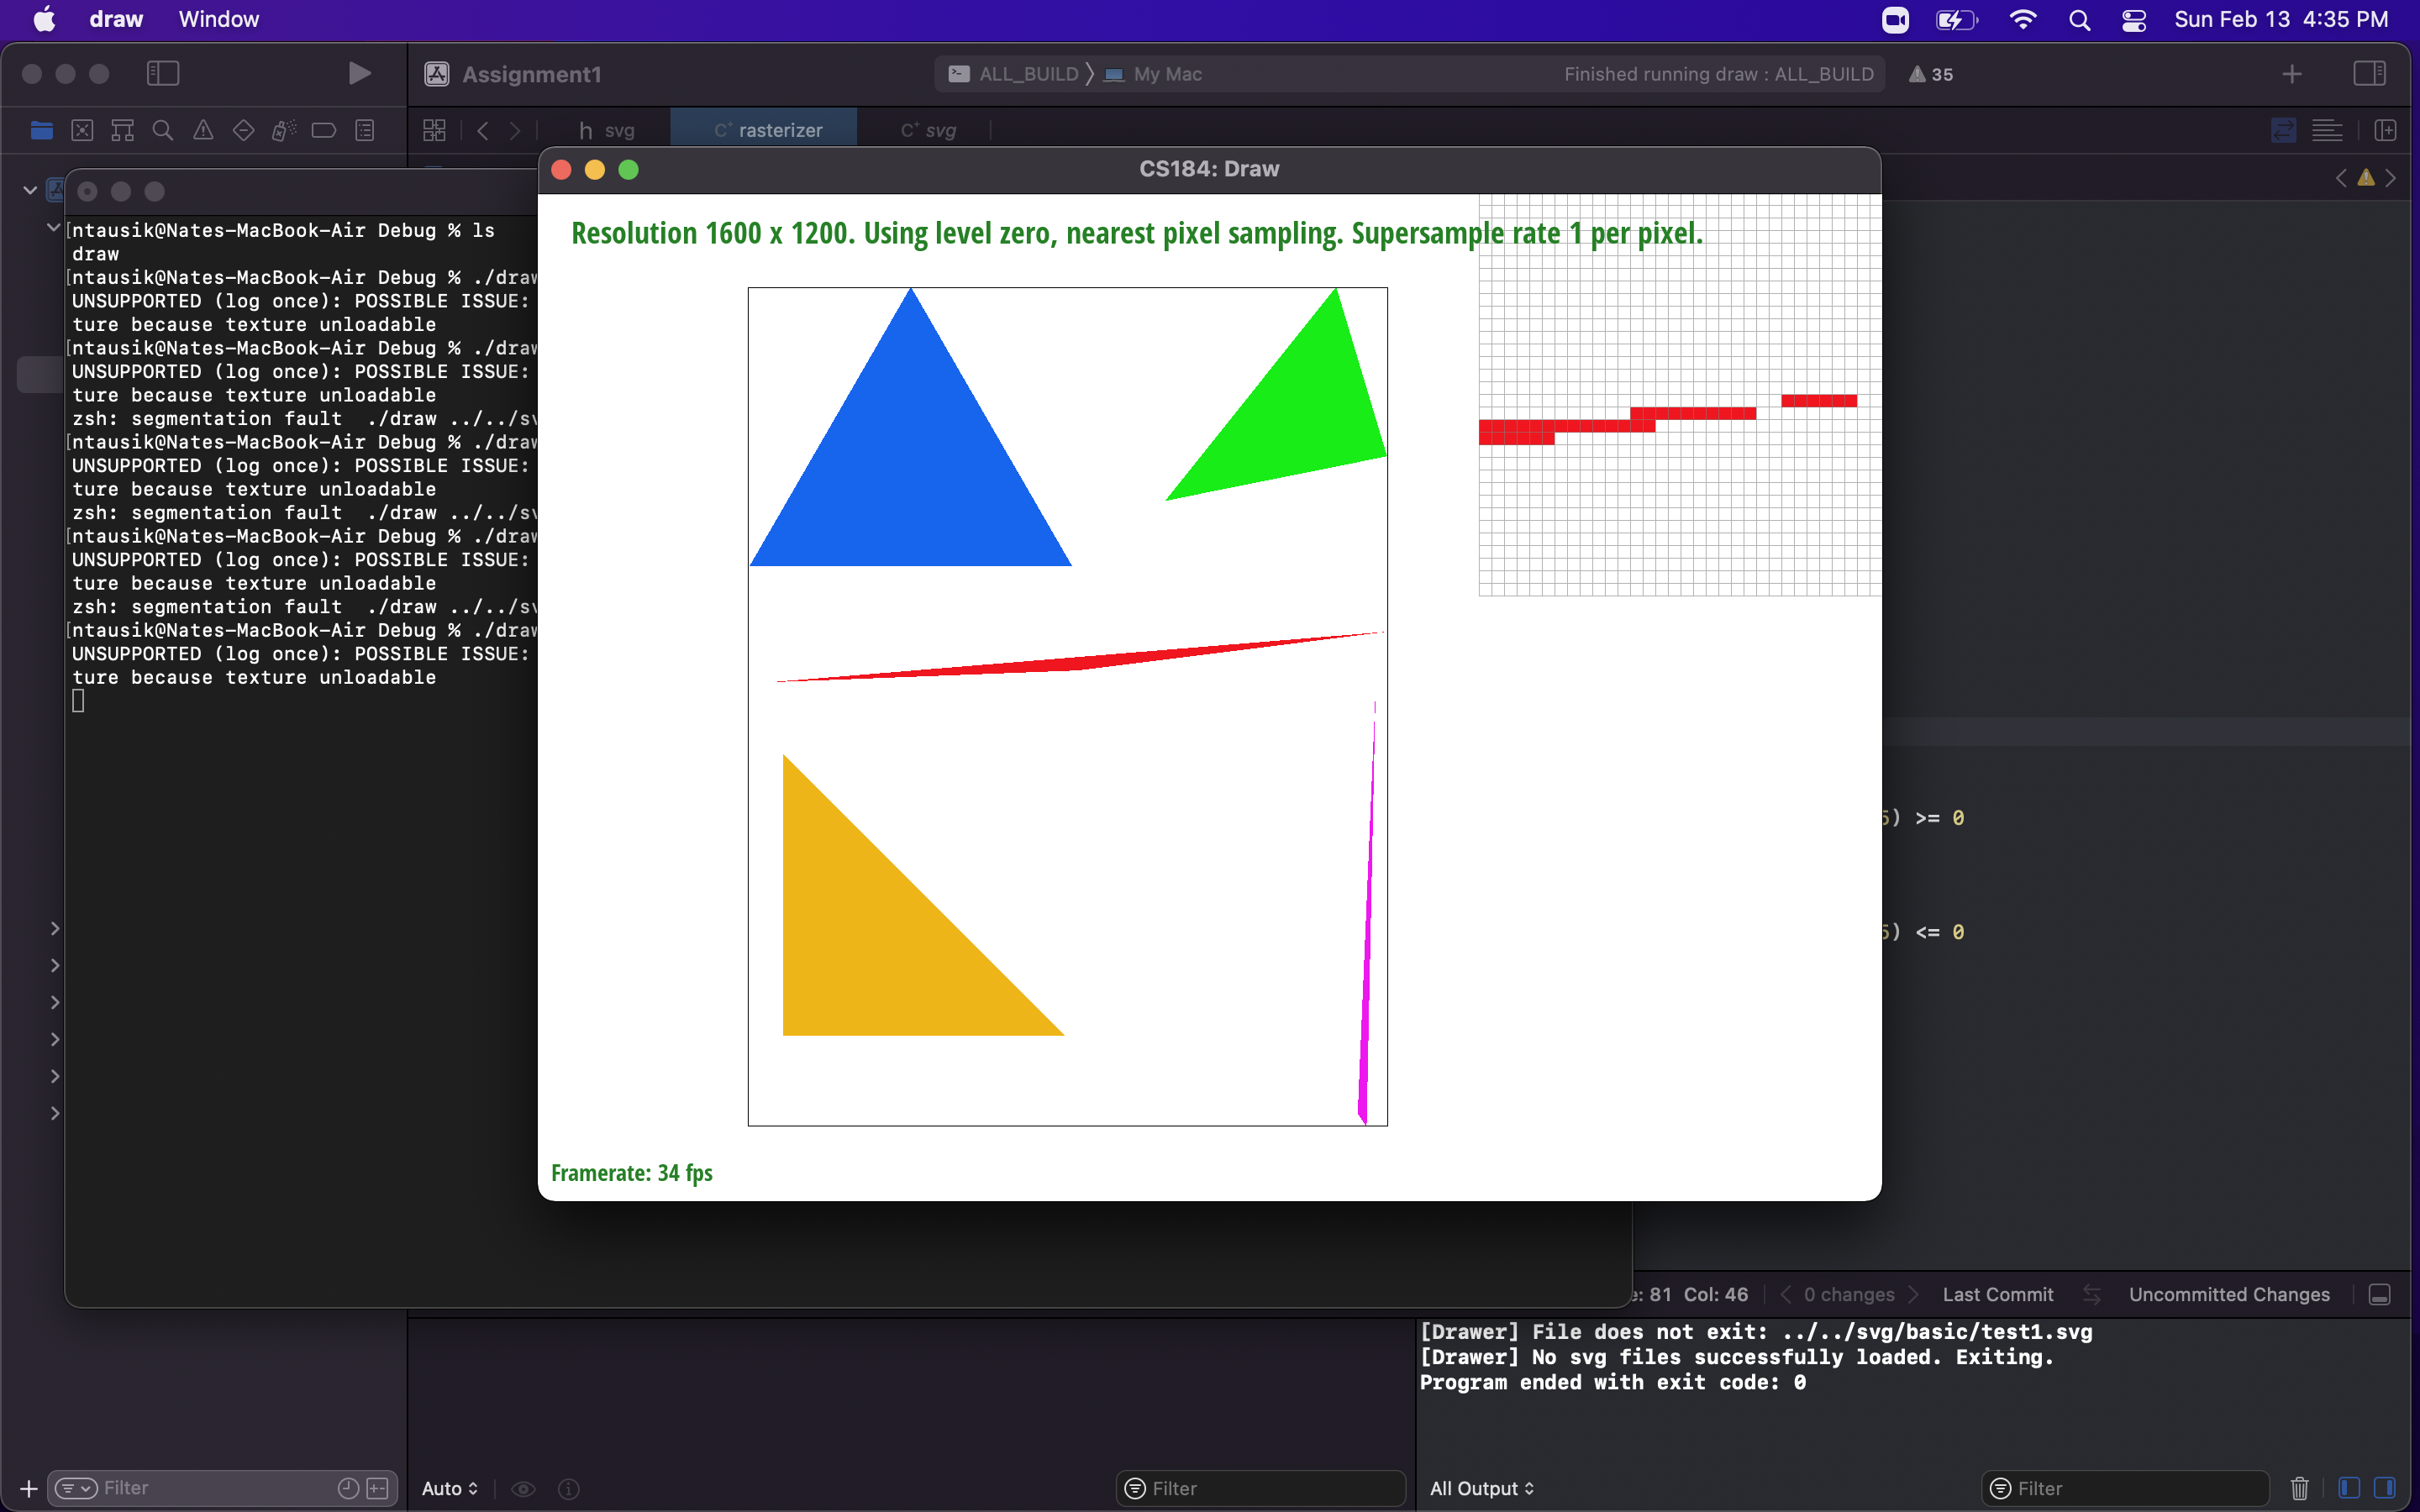 draw Window Sun Feb 13 4:35 PM
Assignment1 ALL_BUILD My Mac Finished running draw : ALL_BUILD 35
h svg C+ rasterizer C+ svg
CS184: Draw
Resolution 1600 x 1200. Using level zero, nearest pixel sampling. Supersample rate 1 per pixel.
[ntausik@Nates-MacBook-Air Debug % ls
draw
[ntausik@Nates-MacBook-Air Debug % ./draw
UNSUPPORTED (log once): POSSIBLE ISSUE:
ture because texture unloadable
[ntausik@Nates-MacBook-Air Debug % ./draw
UNSUPPORTED (log once): POSSIBLE ISSUE:
ture because texture unloadable
zsh: segmentation fault ./draw ../../sv
[ntausik@Nates-MacBook-Air Debug % ./draw
UNSUPPORTED (log once): POSSIBLE ISSUE:
ture because texture unloadable
zsh: segmentation fault ./draw ../../sv
[ntausik@Nates-MacBook-Air Debug % ./draw
UNSUPPORTED (log once): POSSIBLE ISSUE:
ture because texture unloadable
zsh: segmentation fault ./draw ../../sv
[ntausik@Nates-MacBook-Air Debug % ./draw
UNSUPPORTED (log once): POSSIBLE ISSUE:
ture because texture unloadable
5) >= 0
5) <= 0
Framerate: 34 fps
e: 81 Col: 46 0 changes Last Commit Uncommitted Changes
[Drawer] File does not exit: ../../svg/basic/test1.svg
[Drawer] No svg files successfully loaded. Exiting.
Program ended with exit code: 0
Filter Auto Filter All Output Filter